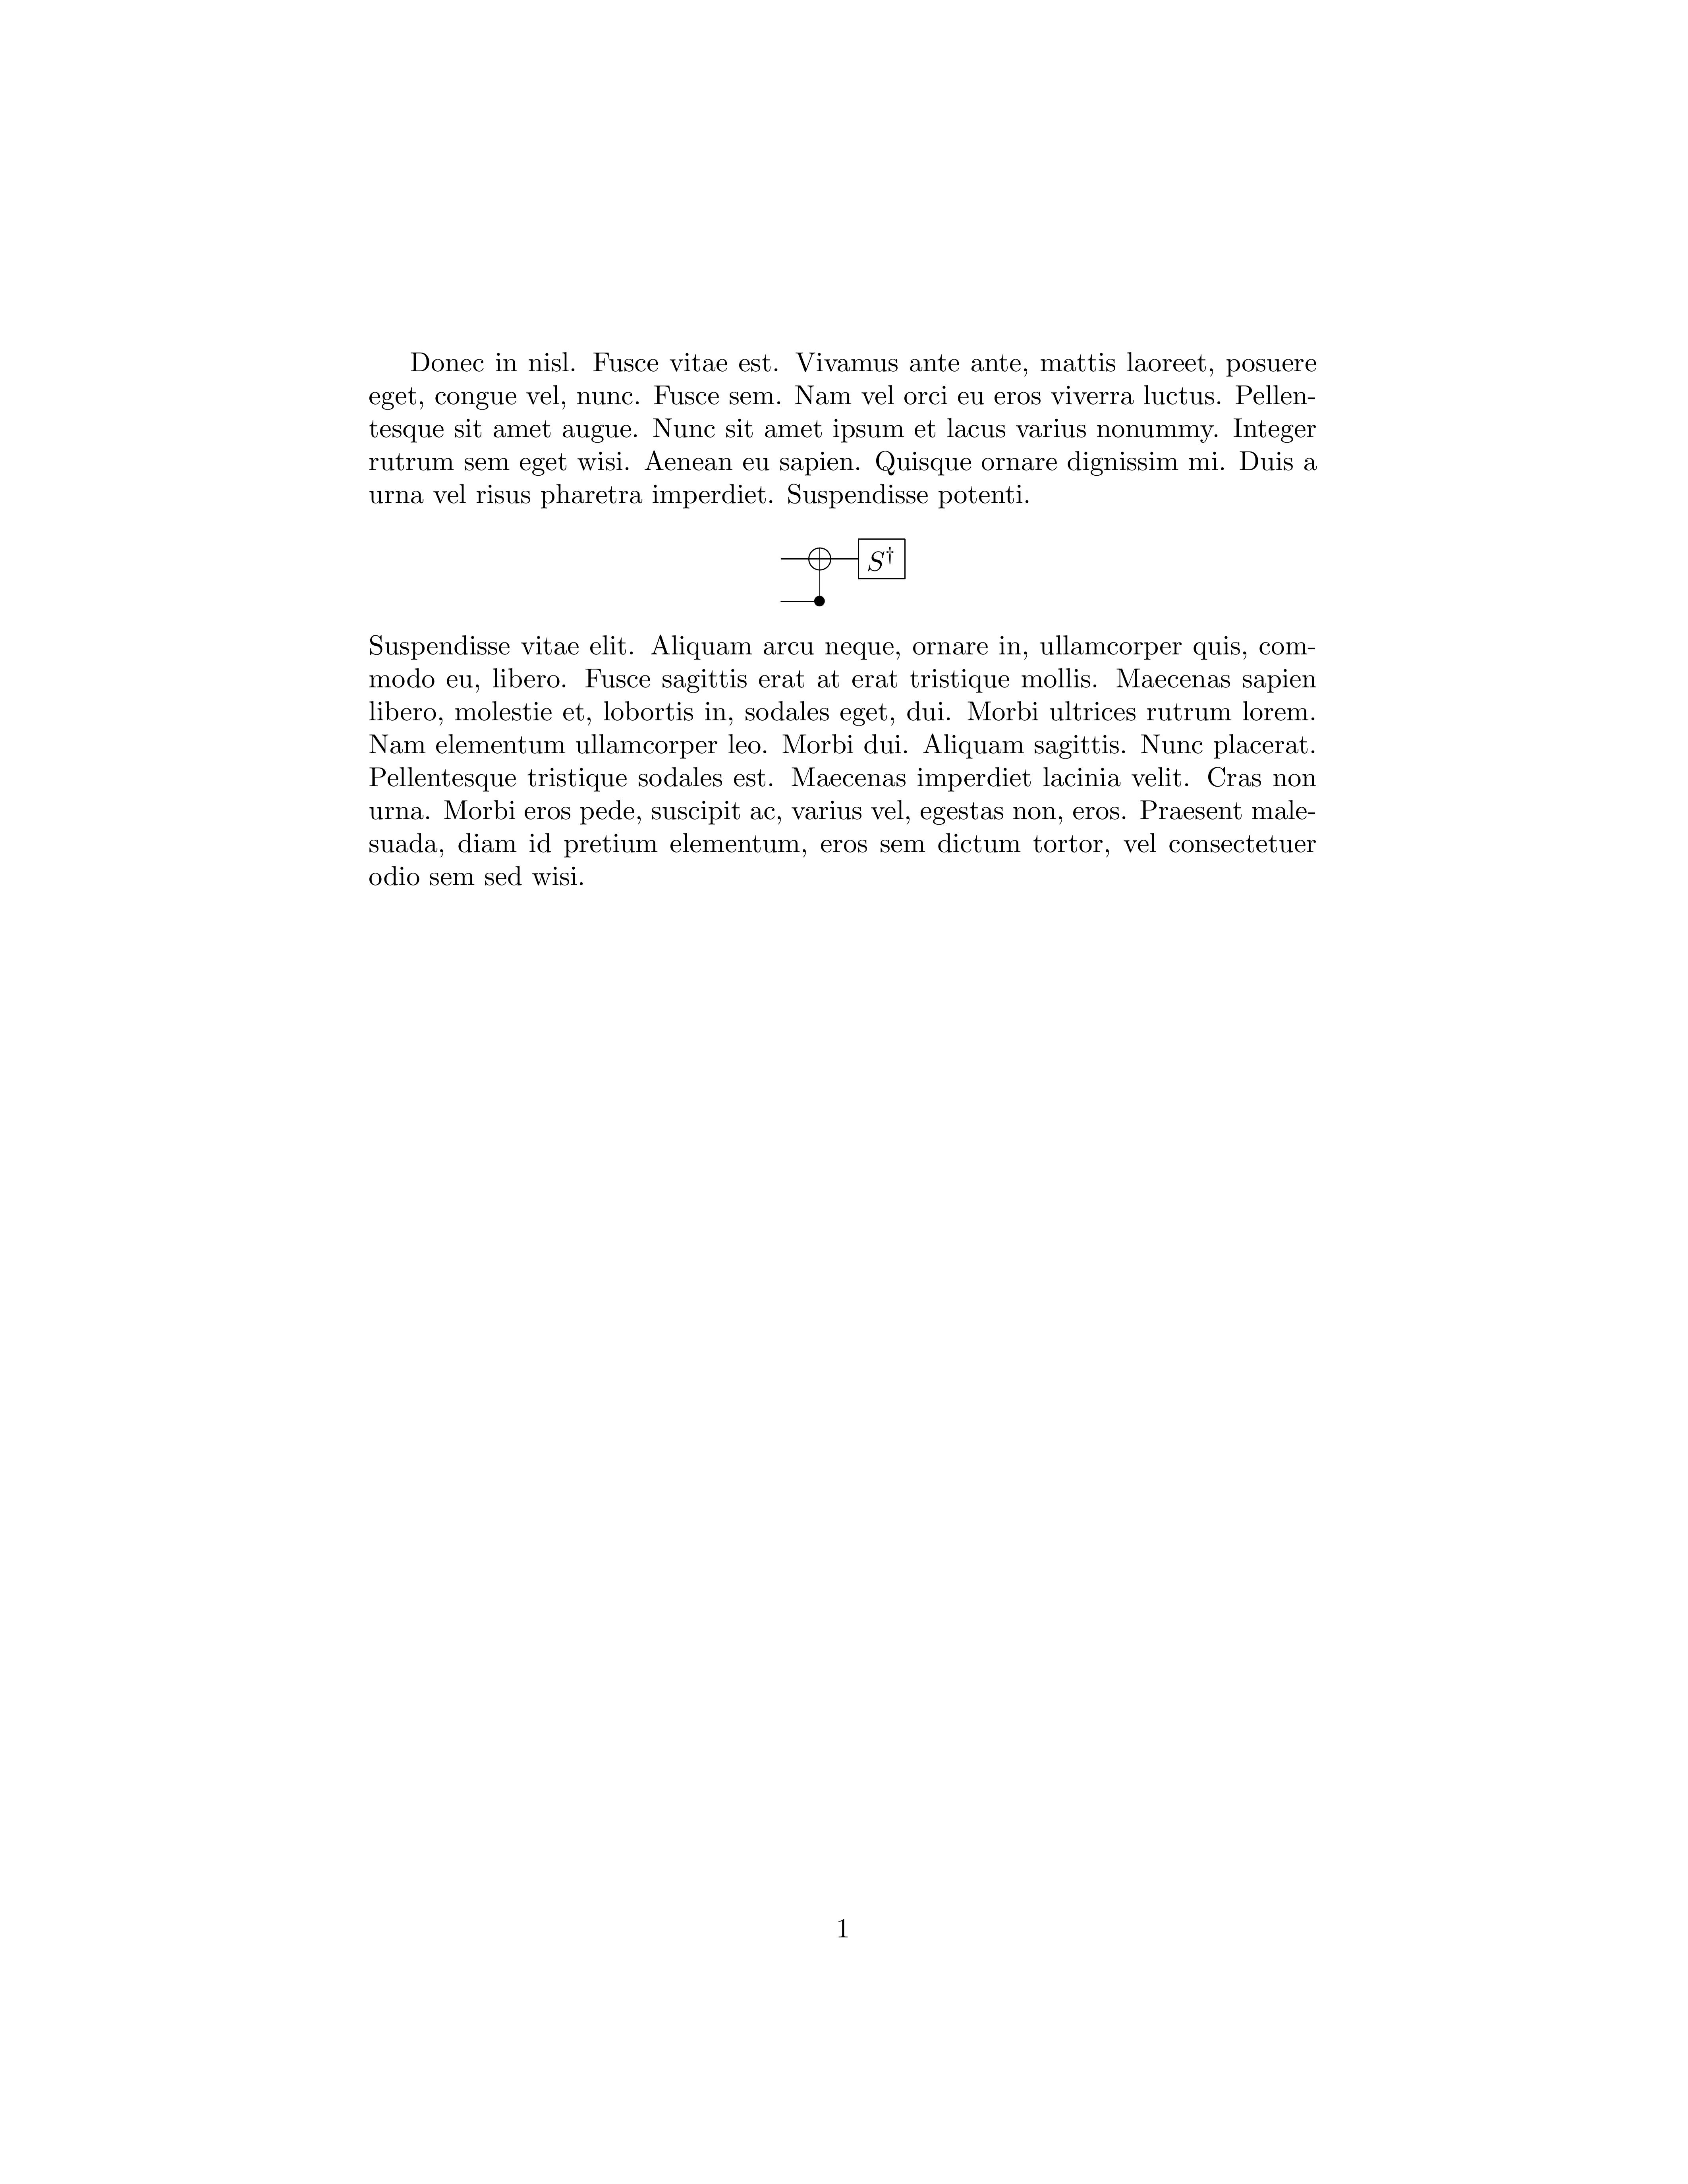 Donec in nisl. Fusce vitae est. Vivamus ante ante, mattis laoreet, posuere
eget, congue vel, nunc. Fusce sem. Nam vel orci eu eros viverra luctus. Pellen-
tesque sit amet augue. Nunc sit amet ipsum et lacus varius nonummy. Integer
rutrum sem eget wisi. Aenean eu sapien. Quisque ornare dignissim mi. Duis a
urna vel risus pharetra imperdiet. Suspendisse potenti.
S†
Suspendisse vitae elit. Aliquam arcu neque, ornare in, ullamcorper quis, com-
modo eu, libero. Fusce sagittis erat at erat tristique mollis. Maecenas sapien
libero, molestie et, lobortis in, sodales eget, dui. Morbi ultrices rutrum lorem.
Nam elementum ullamcorper leo. Morbi dui. Aliquam sagittis. Nunc placerat.
Pellentesque tristique sodales est. Maecenas imperdiet lacinia velit. Cras non
urna. Morbi eros pede, suscipit ac, varius vel, egestas non, eros. Praesent male-
suada, diam id pretium elementum, eros sem dictum tortor, vel consectetuer
odio sem sed wisi.
1